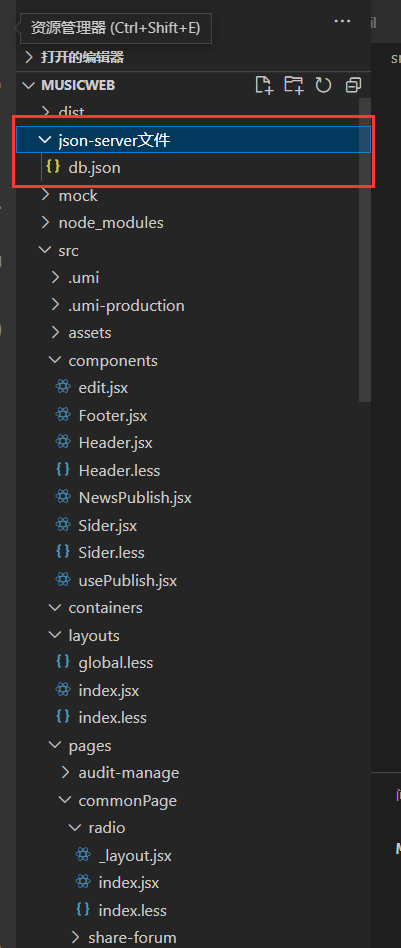 资源管理器 (Ctrl+Shift+E)
打开的编辑器
MUSICWEB
dist
json-server文件
db.json
mock
node_modules
src
.umi
.umi-production
assets
components
edit.jsx
Footer.jsx
Header.jsx
Header.less
NewsPublish.jsx
Sider.jsx
Sider.less
usePublish.jsx
containers
layouts
global.less
index.jsx
index.less
pages
audit-manage
commonPage
radio
_layout.jsx
index.jsx
index.less
share-forum